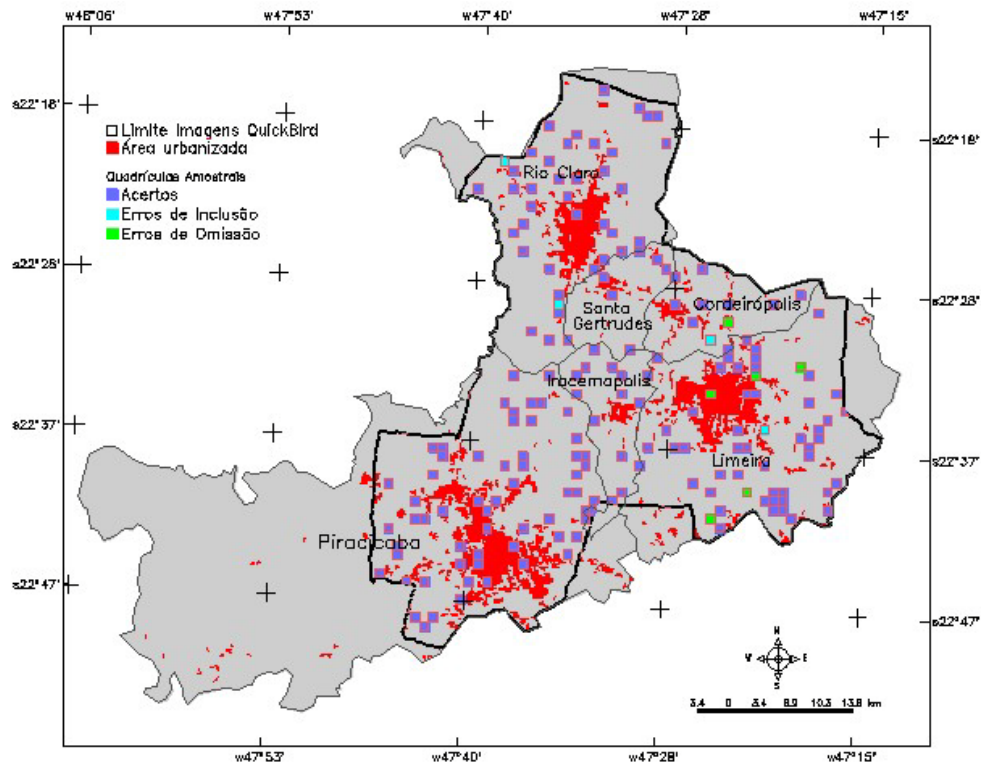 w48°06' w47°53' w47°40' w47°28' w47°15'
s22°18'
Limite Imagens QuickBird
Área urbanizada
Quadrículas Amostrais
Acertos
Erros de Inclusão
Erros de Omissão
s22°18'
Rio Claro
s22°28'
s22°28'
Santa
Gertrudes
Cordeirópolis
Iracemapolis
s22°37'
s22°37'
Limeira
Piracicaba
s22°47'
s22°47'
N
W E
S
3.4 0 3.4 6.9 10.3 13.8 km
w47°53' w47°40' w47°28' w47°15'